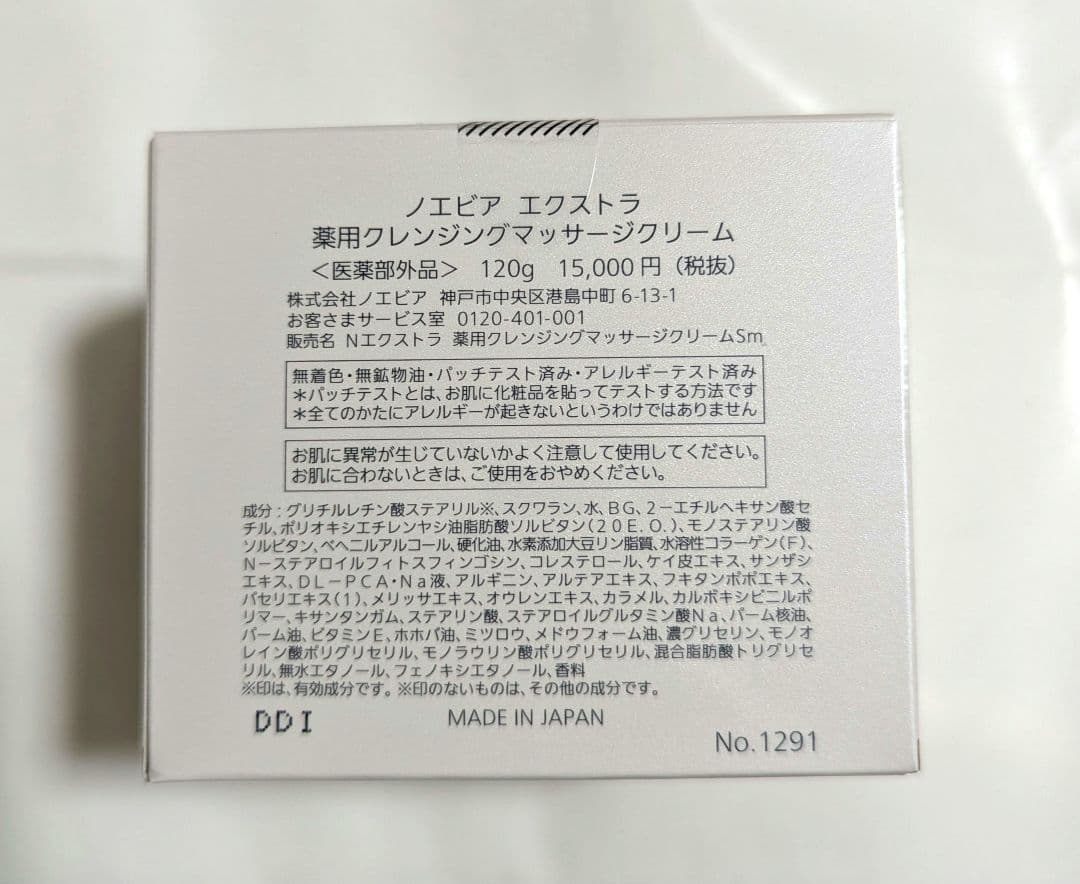 ノエビア エクストラ
薬用クレンジングマッサージクリーム
＜医薬部外品＞ 120g 15,000円（税抜）
株式会社ノエビア 神戸市中央区港島中町6-13-1
お客さまサービス室 0120-401-001
販売名 Nエクストラ 薬用クレンジングマッサージクリームSm
無着色・無鉱物油・パッチテスト済み・アレルギーテスト済み
＊パッチテストとは、お肌に化粧品を貼ってテストする方法です
＊全てのかたにアレルギーが起きないというわけではありません
お肌に異常が生じていないかよく注意して使用してください。
お肌に合わないときは、ご使用をおやめください。
成分：グリチルレチン酸ステアリル※、スクワラン、水、BG、2－エチルヘキサン酸セ
チル、ポリオキシエチレンヤシ油脂肪酸ソルビタン（20E.O.）、モノステアリン酸
ソルビタン、ベヘニルアルコール、硬化油、水素添加大豆リン脂質、水溶性コラーゲン（F）、
N－ステアロイルフィトスフィンゴシン、コレステロール、ケイ皮エキス、サンザシ
エキス、DL－PCA・Na液、アルギニン、アルテアエキス、フキタンポポエキス、
パセリエキス（1）、メリッサエキス、オウレンエキス、カラメル、カルボキシビニルポ
リマー、キサンタンガム、ステアリン酸、ステアロイルグルタミン酸Na、パーム核油、
パーム油、ビタミンE、ホホバ油、ミツロウ、メドウフォーム油、濃グリセリン、モノオ
レイン酸ポリグリセリル、モノラウリン酸ポリグリセリル、混合脂肪酸トリグリセ
リル、無水エタノール、フェノキシエタノール、香料
※印は、有効成分です。※印のないものは、その他の成分です。
DDI
MADE IN JAPAN
No.1291